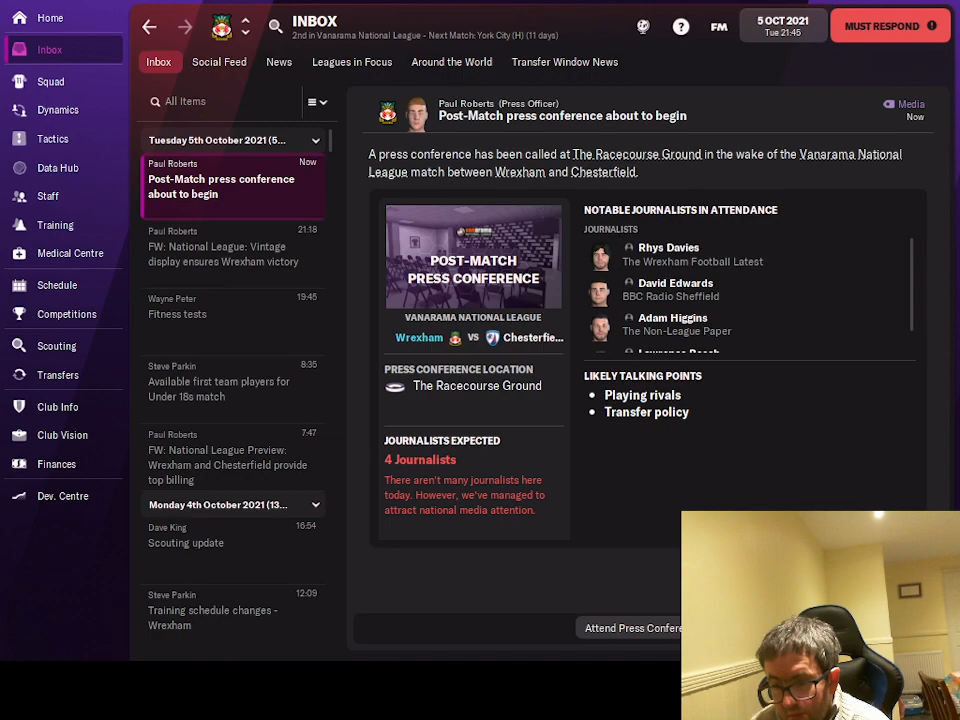 Home
INBOX
2nd in Vanarama National League - Next Match: York City (H) (11 days)
FM
5 OCT 2021
Tue 21:45
MUST RESPOND
Inbox
Squad
Dynamics
Tactics
Data Hub
Staff
Training
Medical Centre
Schedule
Competitions
Scouting
Transfers
Club Info
Club Vision
Finances
Dev. Centre
Inbox
Social Feed
News
Leagues in Focus
Around the World
Transfer Window News
All Items
Tuesday 5th October 2021 (5...
Paul Roberts
Now
Post-Match press conference
about to begin
Paul Roberts
21:18
FW: National League: Vintage
display ensures Wrexham victory
Wayne Peter
19:45
Fitness tests
Steve Parkin
8:35
Available first team players for
Under 18s match
Paul Roberts
7:47
FW: National League Preview:
Wrexham and Chesterfield provide
top billing
Monday 4th October 2021 (13...
Dave King
16:54
Scouting update
Steve Parkin
12:09
Training schedule changes -
Wrexham
Paul Roberts (Press Officer)
Post-Match press conference about to begin
Media
Now
A press conference has been called at The Racecourse Ground in the wake of the Vanarama National
League match between Wrexham and Chesterfield.
POST-MATCH
PRESS CONFERENCE
VANARAMA NATIONAL LEAGUE
Wrexham VS Chesterfie...
PRESS CONFERENCE LOCATION
The Racecourse Ground
JOURNALISTS EXPECTED
4 Journalists
There aren't many journalists here
today. However, we've managed to
attract national media attention.
NOTABLE JOURNALISTS IN ATTENDANCE
JOURNALISTS
Rhys Davies
The Wrexham Football Latest
David Edwards
BBC Radio Sheffield
Adam Higgins
The Non-League Paper
LIKELY TALKING POINTS
Playing rivals
Transfer policy
Attend Press Confere